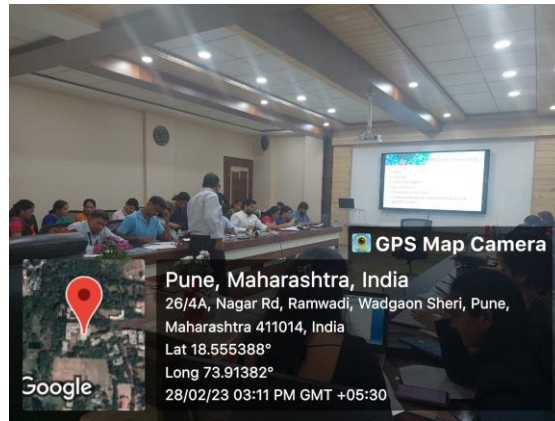 GPS Map Camera
Pune, Maharashtra, India
26/4A, Nagar Rd, Ramwadi, Wadgaon Sheri, Pune,
Maharashtra 411014, India
Lat 18.555388°
Long 73.91382°
28/02/23 03:11 PM GMT +05:30
Google